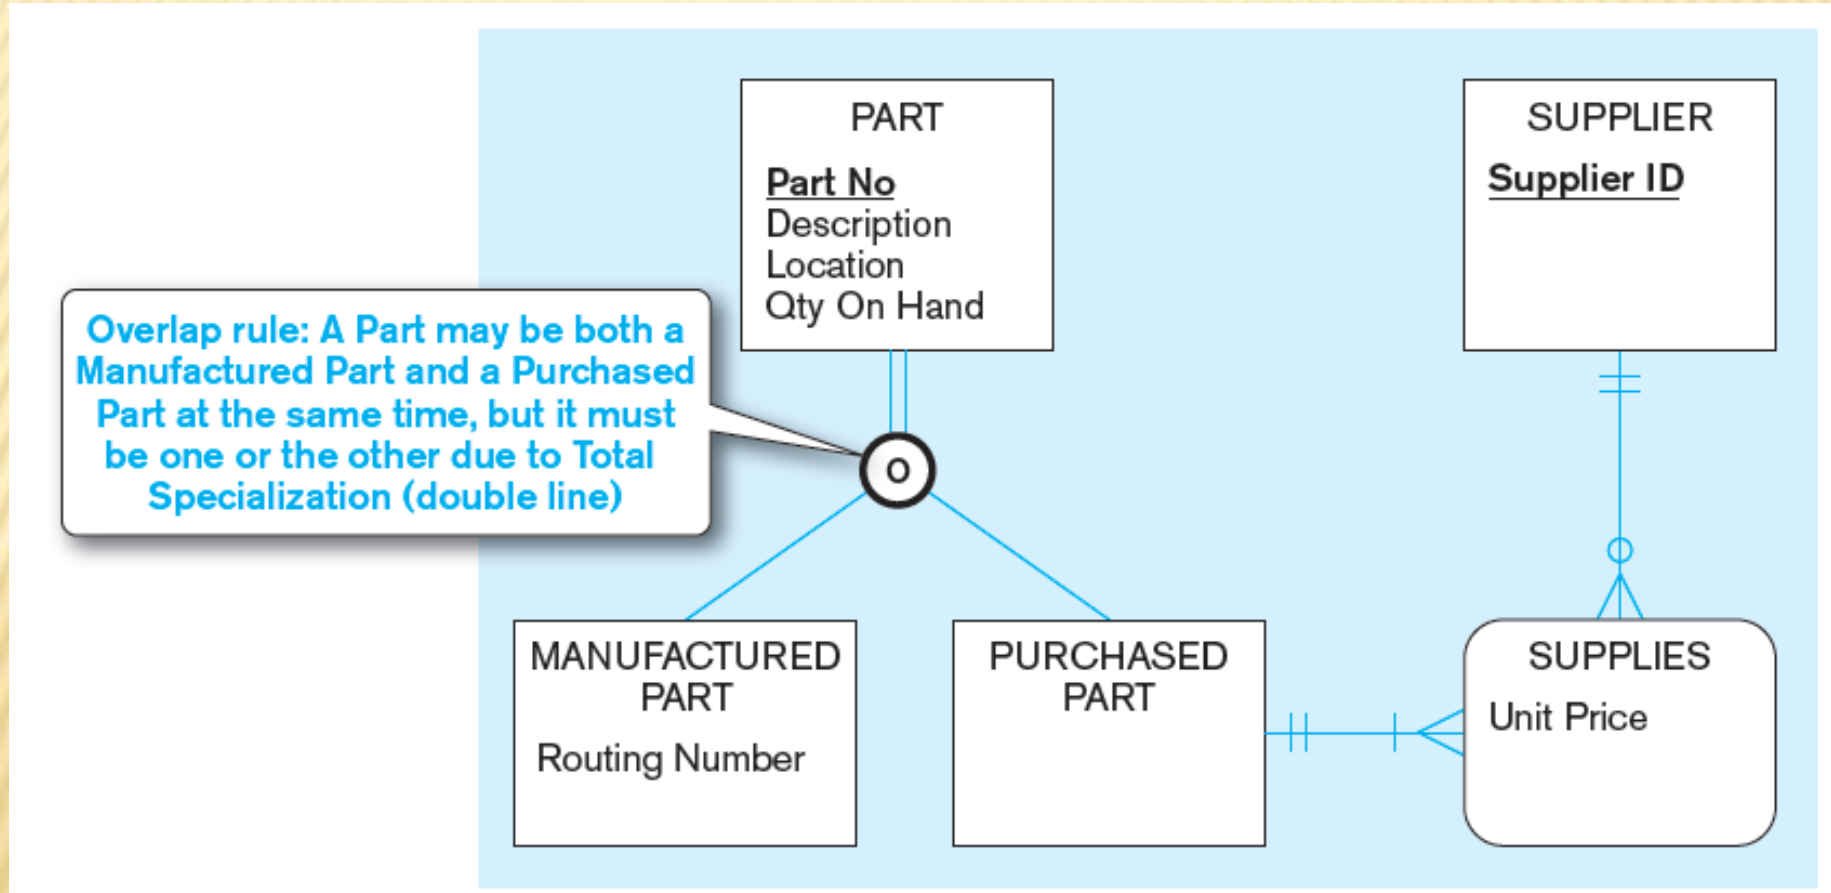 PART
Part No
Description
Location
Qty On Hand
SUPPLIER
Supplier ID
Overlap rule: A Part may be both a
Manufactured Part and a Purchased
Part at the same time, but it must
be one or the other due to Total
Specialization (double line)
O
MANUFACTURED
PART
Routing Number
PURCHASED
PART
SUPPLIES
Unit Price